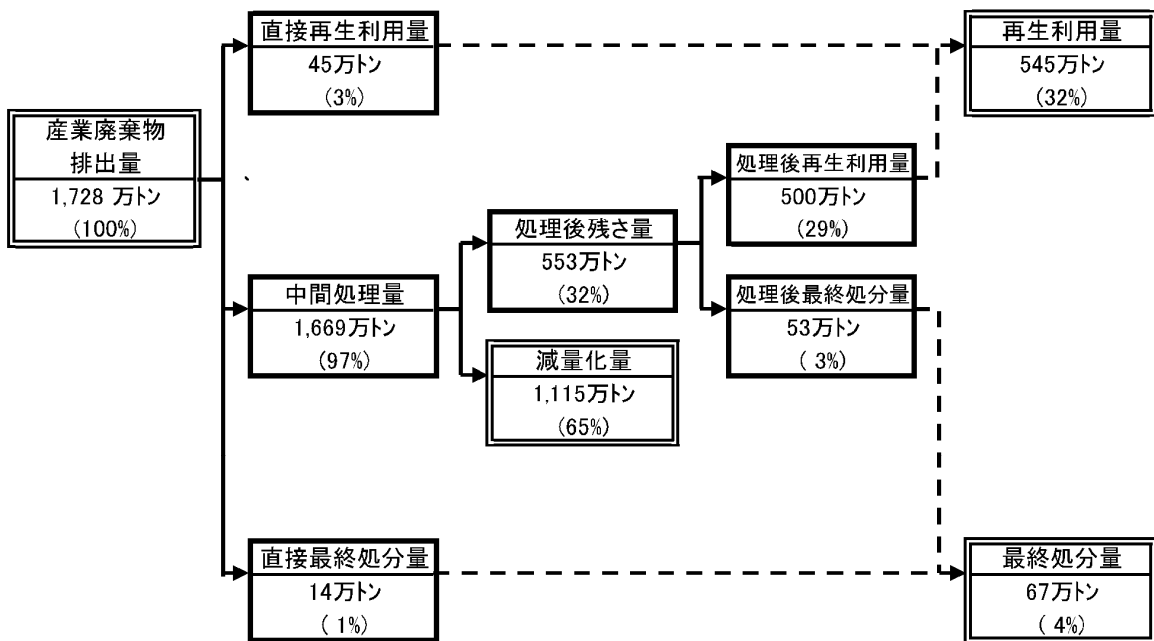 産業廃棄物
排出量
1,728 万トン
(100%)
直接再生利用量
45万トン
(3%)
中間処理量
1,669万トン
(97%)
直接最終処分量
14万トン
( 1%)
処理後残さ量
553万トン
(32%)
減量化量
1,115万トン
(65%)
処理後再生利用量
500万トン
(29%)
処理後最終処分量
53万トン
( 3%)
再生利用量
545万トン
(32%)
最終処分量
67万トン
( 4%)